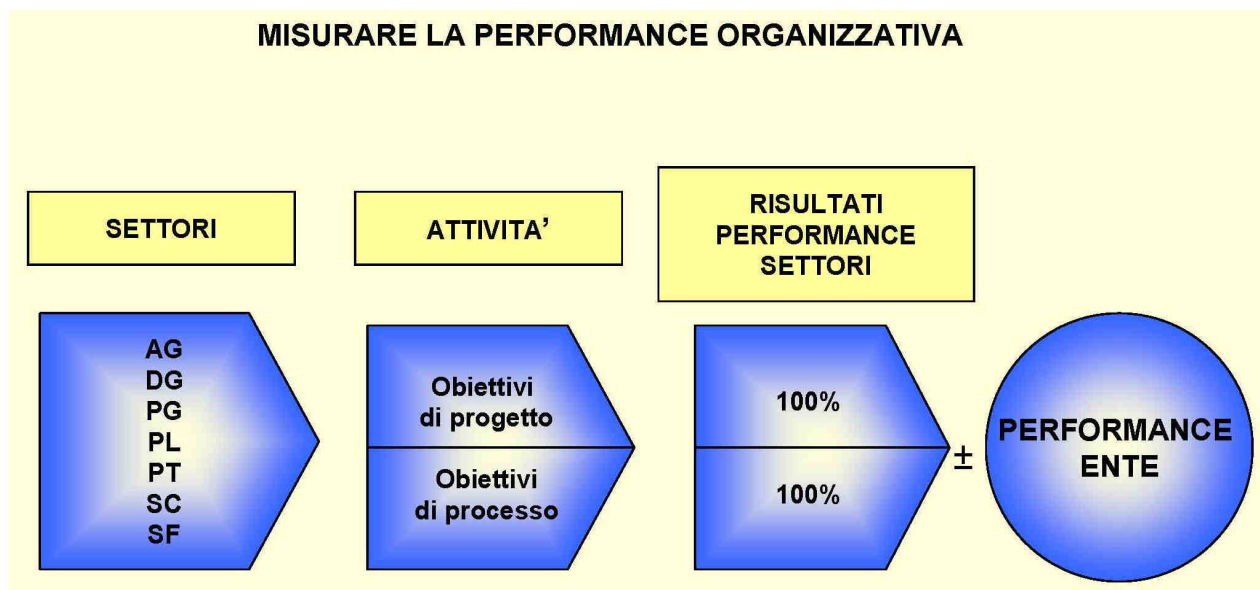 MISURARE LA PERFORMANCE ORGANIZZATIVA
SETTORI
ATTIVITA’
RISULTATI
PERFORMANCE
SETTORI
AG
DG
PG
PL
PT
SC
SF
Obiettivi
di progetto
Obiettivi
di processo
100%
100%
±
PERFORMANCE
ENTE